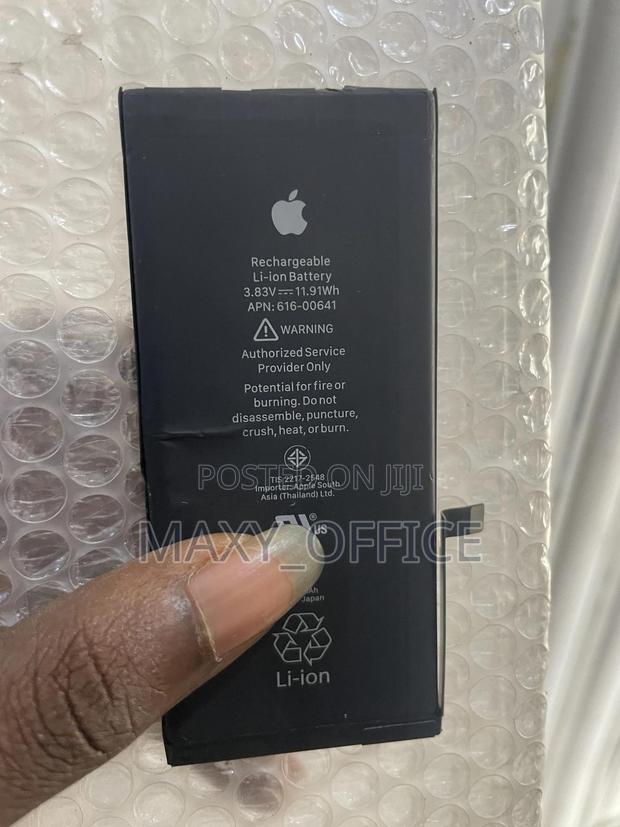 Rechargeable
Li-ion Battery
3.83V ⎓ 11.91Wh
APN: 616-00641
⚠ WARNING
Authorized Service
Provider Only
Potential for fire or
burning. Do not
disassemble, puncture,
crush, heat, or burn.
TIS 2217-2548
Importer: Apple South
Asia (Thailand) Ltd.
POSTED ON JIJI
®
US
MAXY_OFFICE
Ah
Japan
Li-ion